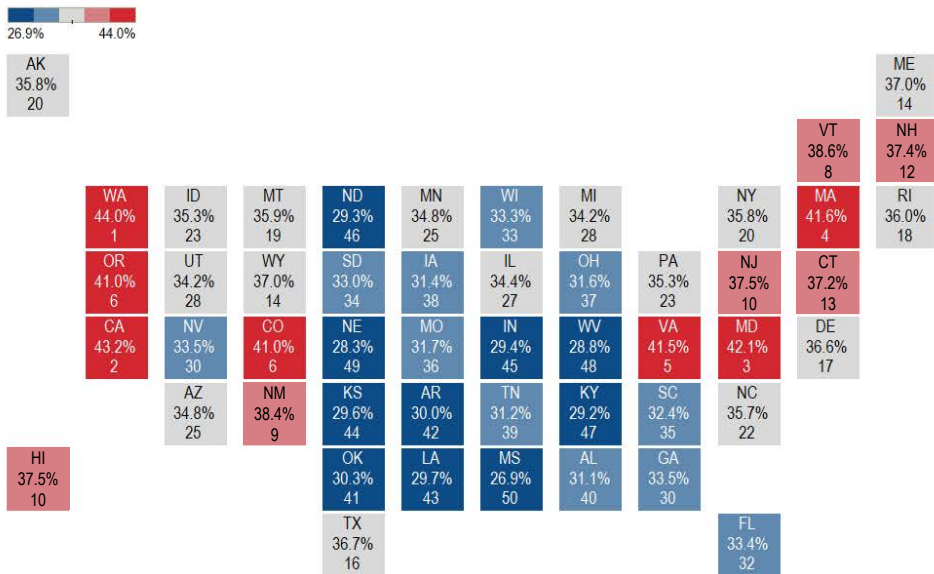 26.9% 44.0%
AK
35.8%
20
ME
37.0%
14
VT
38.6%
8
NH
37.4%
12
WA
44.0%
1
ID
35.3%
23
MT
35.9%
19
ND
29.3%
46
MN
34.8%
25
WI
33.3%
33
MI
34.2%
28
NY
35.8%
20
MA
41.6%
4
RI
36.0%
18
OR
41.0%
6
UT
34.2%
28
WY
37.0%
14
SD
33.0%
34
IA
31.4%
38
IL
34.4%
27
OH
31.6%
37
PA
35.3%
23
NJ
37.5%
10
CT
37.2%
13
CA
43.2%
2
NV
33.5%
30
CO
41.0%
6
NE
28.3%
49
MO
31.7%
36
IN
29.4%
45
WV
28.8%
48
VA
41.5%
5
MD
42.1%
3
DE
36.6%
17
AZ
34.8%
25
NM
38.4%
9
KS
29.6%
44
AR
30.0%
42
TN
31.2%
39
KY
29.2%
47
SC
32.4%
35
NC
35.7%
22
HI
37.5%
10
OK
30.3%
41
LA
29.7%
43
MS
26.9%
50
AL
31.1%
40
GA
33.5%
30
TX
36.7%
16
FL
33.4%
32